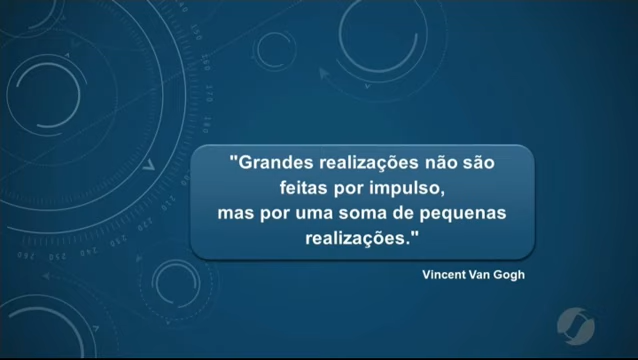 "Grandes realizações não são
feitas por impulso,
mas por uma soma de pequenas
realizações."
Vincent Van Gogh